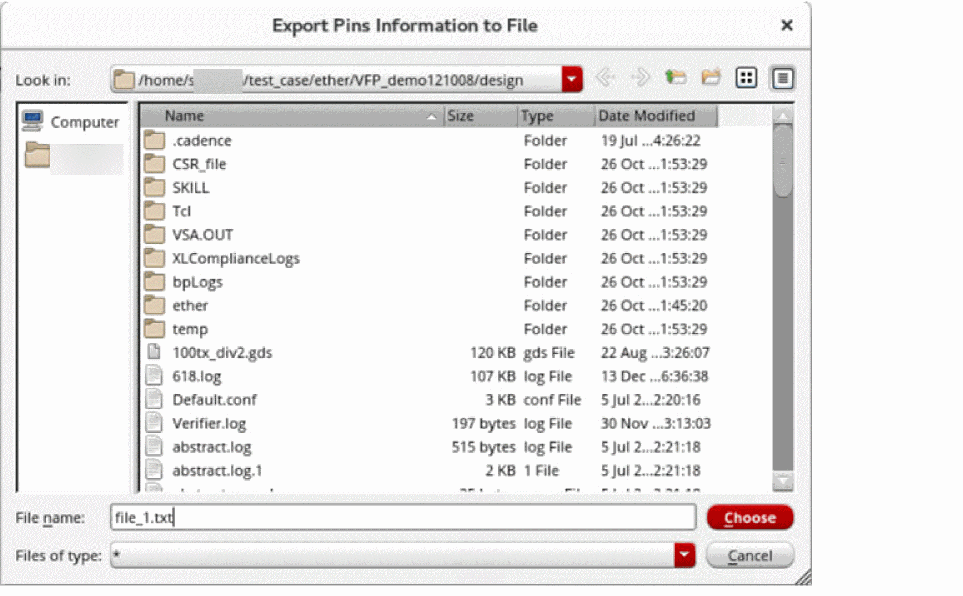 Export Pins Information to File
Look in: /home/s /test_case/ether/VFP_demo121008/design
Computer
Name Size Type Date Modified
.cadence Folder 19 Jul ...4:26:22
CSR_file Folder 26 Oct ...1:53:29
SKILL Folder 26 Oct ...1:53:29
Tcl Folder 26 Oct ...1:53:29
VSA.OUT Folder 26 Oct ...1:53:29
XLComplianceLogs Folder 26 Oct ...1:53:29
bpLogs Folder 26 Oct ...1:53:29
ether Folder 26 Oct ...1:45:20
temp Folder 26 Oct ...1:53:29
100tx_div2.gds 120 KB gds File 22 Aug ...3:26:07
618.log 107 KB log File 13 Dec ...6:36:38
Default.conf 3 KB conf File 5 Jul 2...2:20:16
Verifier.log 197 bytes log File 30 Nov ...3:13:03
abstract.log 515 bytes log File 5 Jul 2...2:21:18
abstract.log.1 2 KB 1 File 5 Jul 2...2:21:18
File name: file_1.txt Choose
Files of type: * Cancel